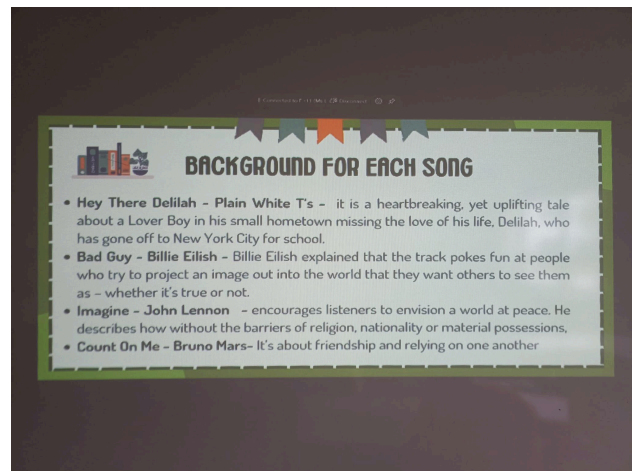 BACKGROUND FOR EACH SONG
• Hey There Delilah - Plain White T's - it is a heartbreaking, yet uplifting tale
about a Lover Boy in his small hometown missing the love of his life, Delilah, who
has gone off to New York City for school.
• Bad Guy - Billie Eilish - Billie Eilish explained that the track pokes fun at people
who try to project an image out into the world that they want others to see them
as – whether it's true or not.
• Imagine - John Lennon - encourages listeners to envision a world at peace. He
describes how without the barriers of religion, nationality or material possessions,
• Count On Me - Bruno Mars- It's about friendship and relying on one another